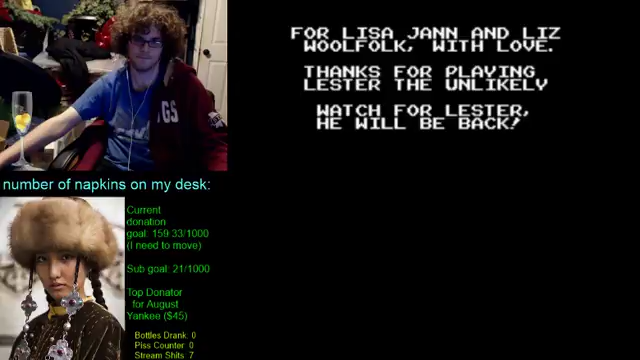 FOR LISA JANN AND LIZ
WOOLFOLK, WITH LOVE.
THANKS FOR PLAYING
LESTER THE UNLIKELY
WATCH FOR LESTER,
HE WILL BE BACK!
GS
number of napkins on my desk:
Current
donation
goal: 159.33/1000
(I need to move)
Sub goal: 21/1000
Top Donator
for August
Yankee ($45)
Bottles Drank: 0
Piss Counter: 0
Stream Shits: 7